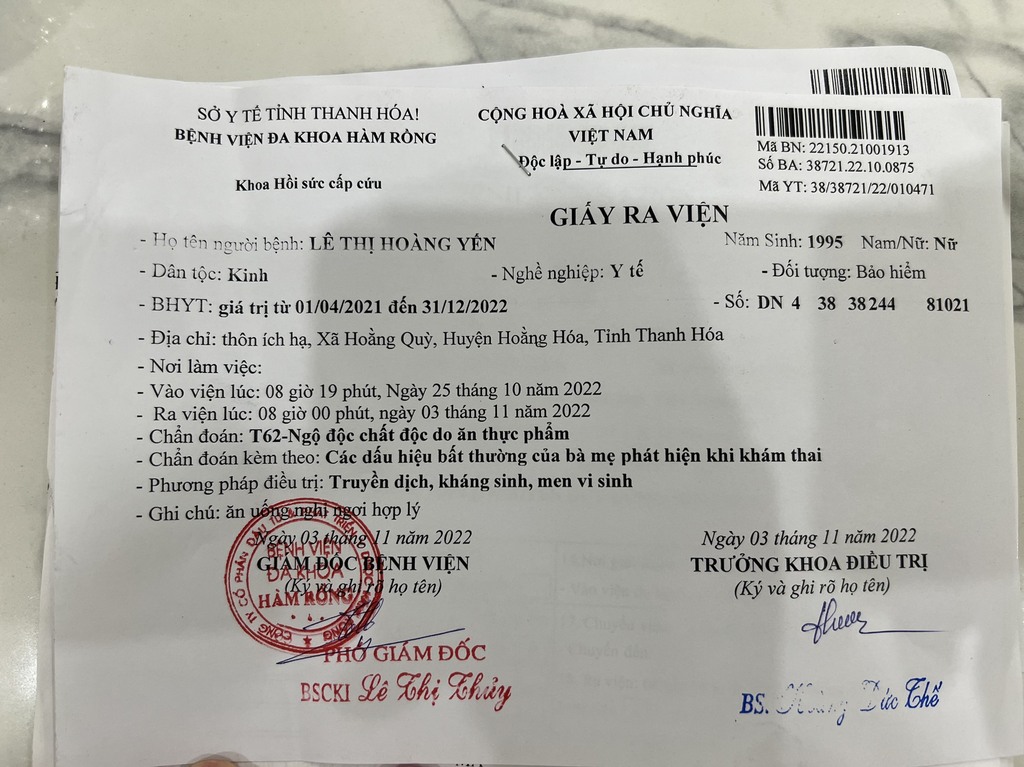 SỞ Y TẾ TỈNH THANH HÓA!
BỆNH VIỆN ĐA KHOA HÀM RỒNG
Khoa Hồi sức cấp cứu
CỘNG HOÀ XÃ HỘI CHỦ NGHĨA
VIỆT NAM
Độc lập - Tự do - Hạnh phúc
Mã BN: 22150.21001913
Số BA: 38721.22.10.0875
Mã YT: 38/38721/22/010471
GIẤY RA VIỆN
- Họ tên người bệnh: LÊ THỊ HOÀNG YẾN Năm Sinh: 1995 Nam/Nữ: Nữ
- Dân tộc: Kinh - Nghề nghiệp: Y tế - Đối tượng: Bảo hiểm
- BHYT: giá trị từ 01/04/2021 đến 31/12/2022 - Số: DN 4 38 38244 81021
- Địa chỉ: thôn ích hạ, Xã Hoằng Quỳ, Huyện Hoằng Hóa, Tỉnh Thanh Hóa
- Nơi làm việc:
- Vào viện lúc: 08 giờ 19 phút, Ngày 25 tháng 10 năm 2022
- Ra viện lúc: 08 giờ 00 phút, ngày 03 tháng 11 năm 2022
- Chẩn đoán: T62-Ngộ độc chất độc do ăn thực phẩm
- Chẩn đoán kèm theo: Các dấu hiệu bất thường của bà mẹ phát hiện khi khám thai
- Phương pháp điều trị: Truyền dịch, kháng sinh, men vi sinh
- Ghi chú: ăn uống nghỉ ngơi hợp lý
Ngày 03 tháng 11 năm 2022
GIÁM ĐỐC BỆNH VIỆN
(Ký và ghi rõ họ tên)
BỆNH VIỆN
ĐA KHOA
HÀM RỒNG
PHÓ GIÁM ĐỐC
BSCKI Lê Thị Thủy
Ngày 03 tháng 11 năm 2022
TRƯỞNG KHOA ĐIỀU TRỊ
(Ký và ghi rõ họ tên)
BS. Hoàng Đức Thế